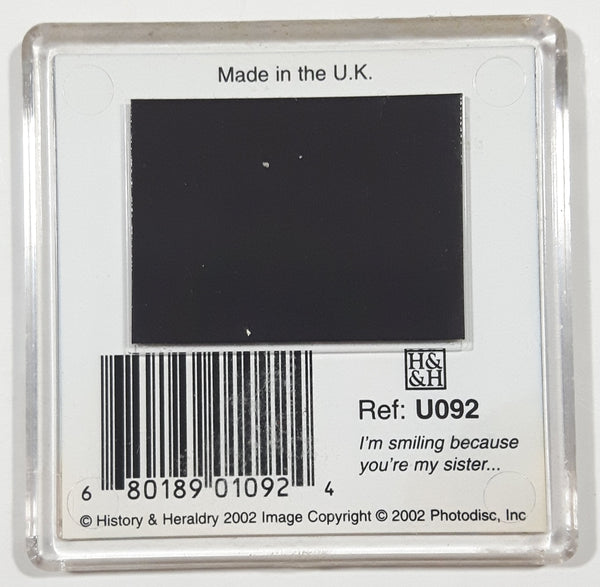 Made in the U.K.
H&
&H
Ref: U092
I'm smiling because
you're my sister...
6 80189 01092 4
© History & Heraldry 2002 Image Copyright © 2002 Photodisc, Inc